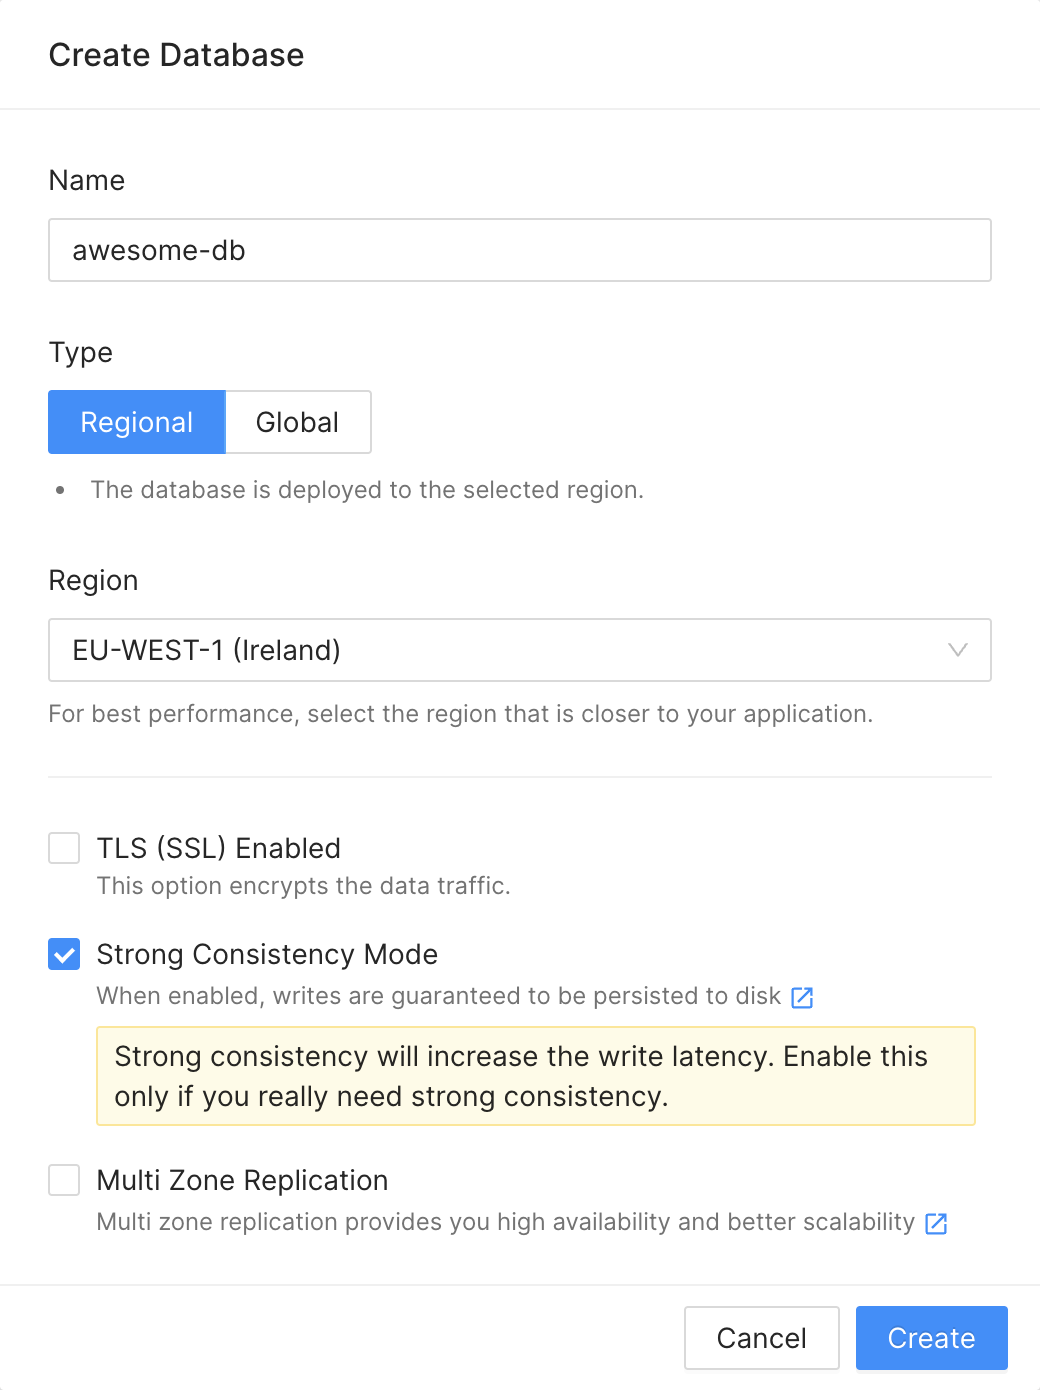 Create Database
Name
awesome-db
Type
Regional Global
• The database is deployed to the selected region.
Region
EU-WEST-1 (Ireland)
For best performance, select the region that is closer to your application.
TLS (SSL) Enabled
This option encrypts the data traffic.
Strong Consistency Mode
When enabled, writes are guaranteed to be persisted to disk
Strong consistency will increase the write latency. Enable this
only if you really need strong consistency.
Multi Zone Replication
Multi zone replication provides you high availability and better scalability
Cancel Create